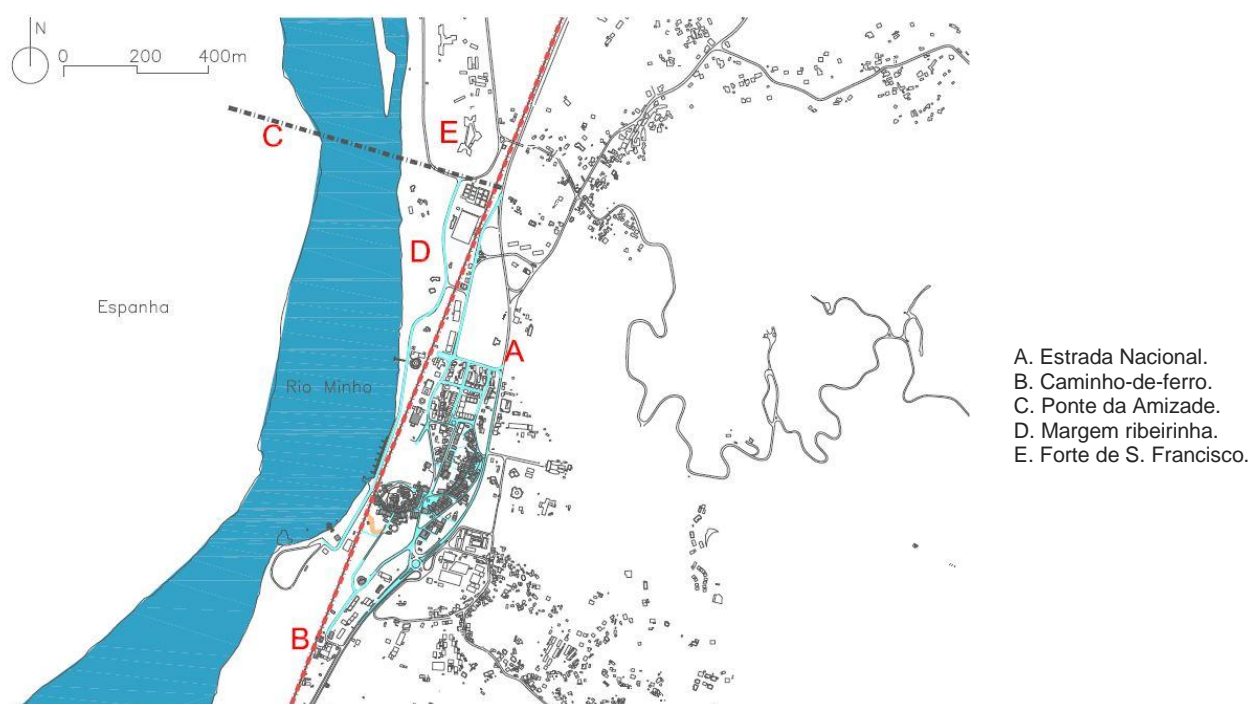 N
0 200 400m
C
E
D
Espanha
A
Rio Minho
B
A. Estrada Nacional.
B. Caminho-de-ferro.
C. Ponte da Amizade.
D. Margem ribeirinha.
E. Forte de S. Francisco.